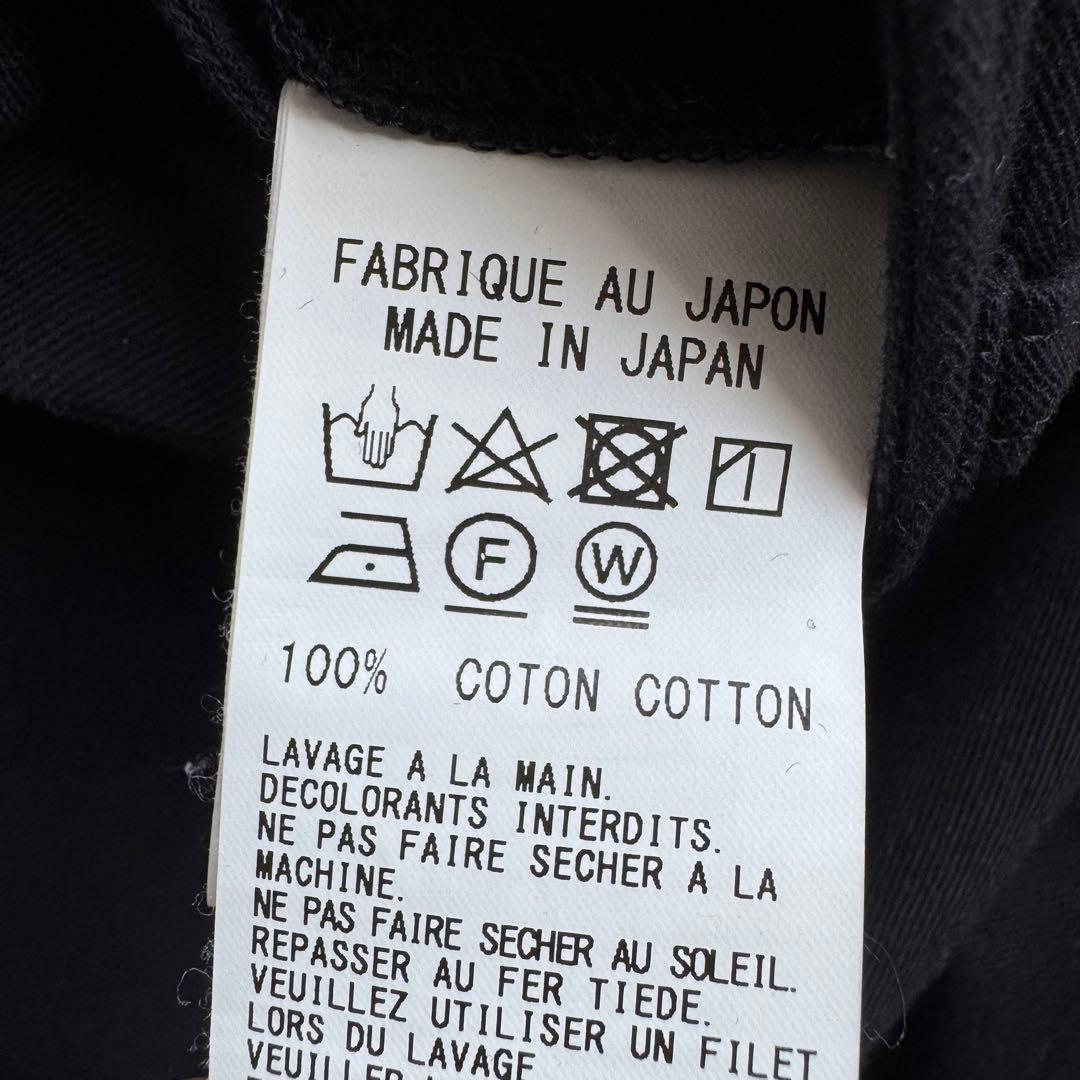 FABRIQUE AU JAPON
MADE IN JAPAN
F W
100% COTON COTTON
LAVAGE A LA MAIN.
DECOLORANTS INTERDITS.
NE PAS FAIRE SECHER A LA
MACHINE.
NE PAS FAIRE SECHER AU SOLEIL.
REPASSER AU FER TIEDE.
VEUILLEZ UTILISER UN FILET
LORS DU LAVAGE